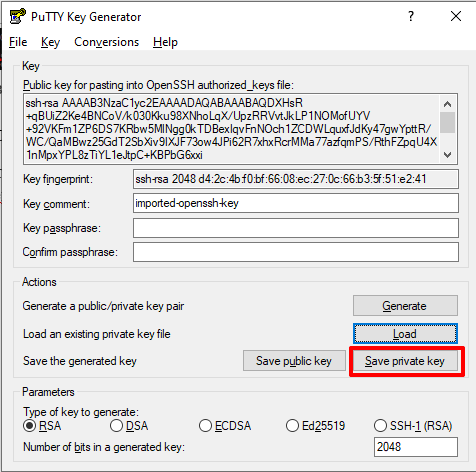 PuTTY Key Generator
File Key Conversions Help
Key
Public key for pasting into OpenSSH authorized_keys file:
ssh-rsa AAAAB3NzaC1yc2EAAAADAQABAAABAQDXHsR
+qBUiZ2Ke4BNCoV/k030Kku98XNhoLqX/UpzRRVvtJkLP1NOMofUYV
+92VKFm1ZP6DS7KRbw5MlNgg0kTDBexIqvFnNOch1ZCDWLquxfJdKy47gwYpttR/
WC/QaMBwz25GdT2SbXiv9IXJF73ow4JPi62R7xhxRcrMMa77azfqmPS/RthFZpqU4X
1nMpxYPL8zTiYL1eJtpC+KBPbG6xxi
Key fingerprint: ssh-rsa 2048 d4:2c:4b:f0:bf:66:08:ec:27:0c:66:b3:5f:51:e2:41
Key comment: imported-openssh-key
Key passphrase:
Confirm passphrase:
Actions
Generate a public/private key pair Generate
Load an existing private key file Load
Save the generated key Save public key Save private key
Parameters
Type of key to generate:
RSA DSA ECDSA Ed25519 SSH-1 (RSA)
Number of bits in a generated key: 2048